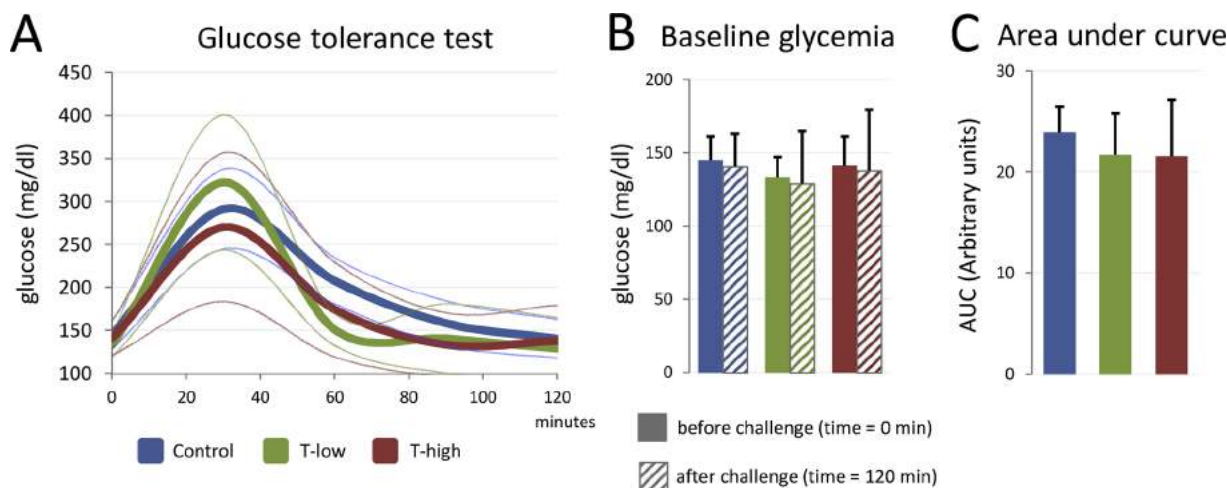 A
Glucose tolerance test
glucose (mg/dl)
450
400
350
300
250
200
150
100
0
20
40
60
80
100
120
minutes
Control
T-low
T-high
B
Baseline glycemia
glucose (mg/dl)
200
150
100
50
0
before challenge (time = 0 min)
after challenge (time = 120 min)
C
Area under curve
AUC (Arbitrary units)
30
20
10
0